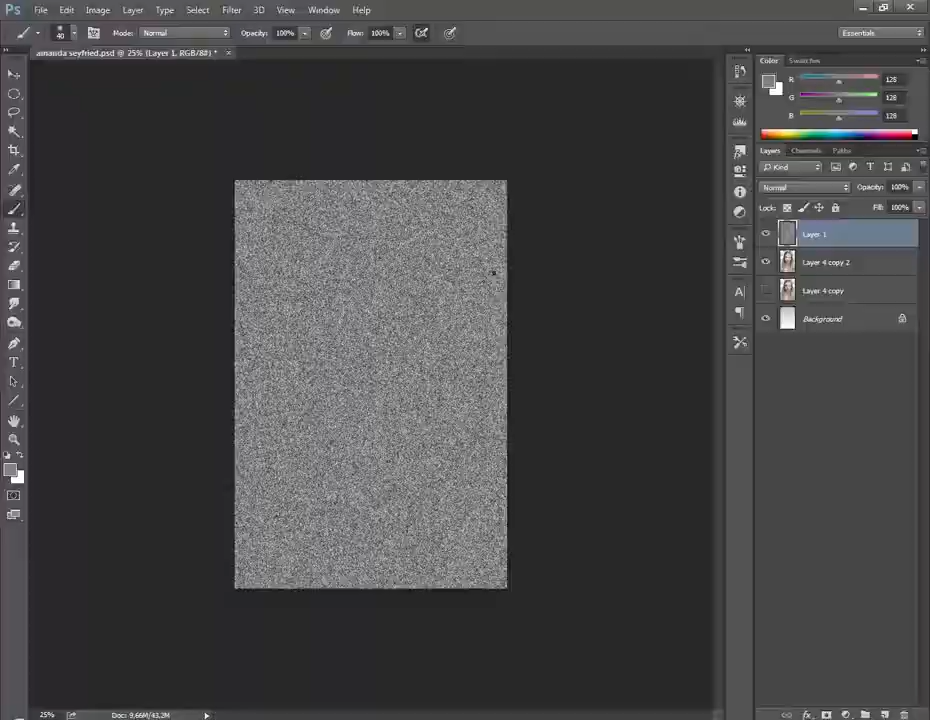 Ps File Edit Image Layer Type Select Filter 3D View Window Help
40 Mode: Normal Opacity: 100% Flow: 100% Essentials
amanda seyfried.psd @ 25% (Layer 1, RGB/8#) * ×
Color Swatches
R 128
G 128
B 128
Layers Channels Paths
Kind
Normal Opacity: 100%
Lock: Fill: 100%
Layer 1
Layer 4 copy 2
Layer 4 copy
Background
25% Doc: 9,66M/43,2M